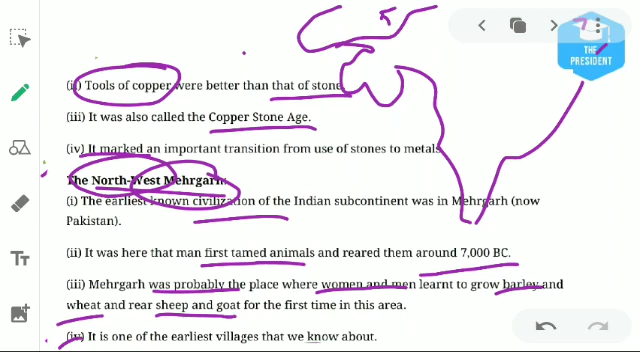 7
THE
PRESIDENT
(ii) Tools of copper were better than that of stone.
(iii) It was also called the Copper Stone Age.
(iv) It marked an important transition from use of stones to metals.
The North-West Mehrgarh:
(i) The earliest known civilization of the Indian subcontinent was in Mehrgarh (now
Pakistan).
(ii) It was here that man first tamed animals and reared them around 7,000 BC.
(iii) Mehrgarh was probably the place where women and men learnt to grow barley and
wheat and rear sheep and goat for the first time in this area.
(iv) It is one of the earliest villages that we know about.
Tт